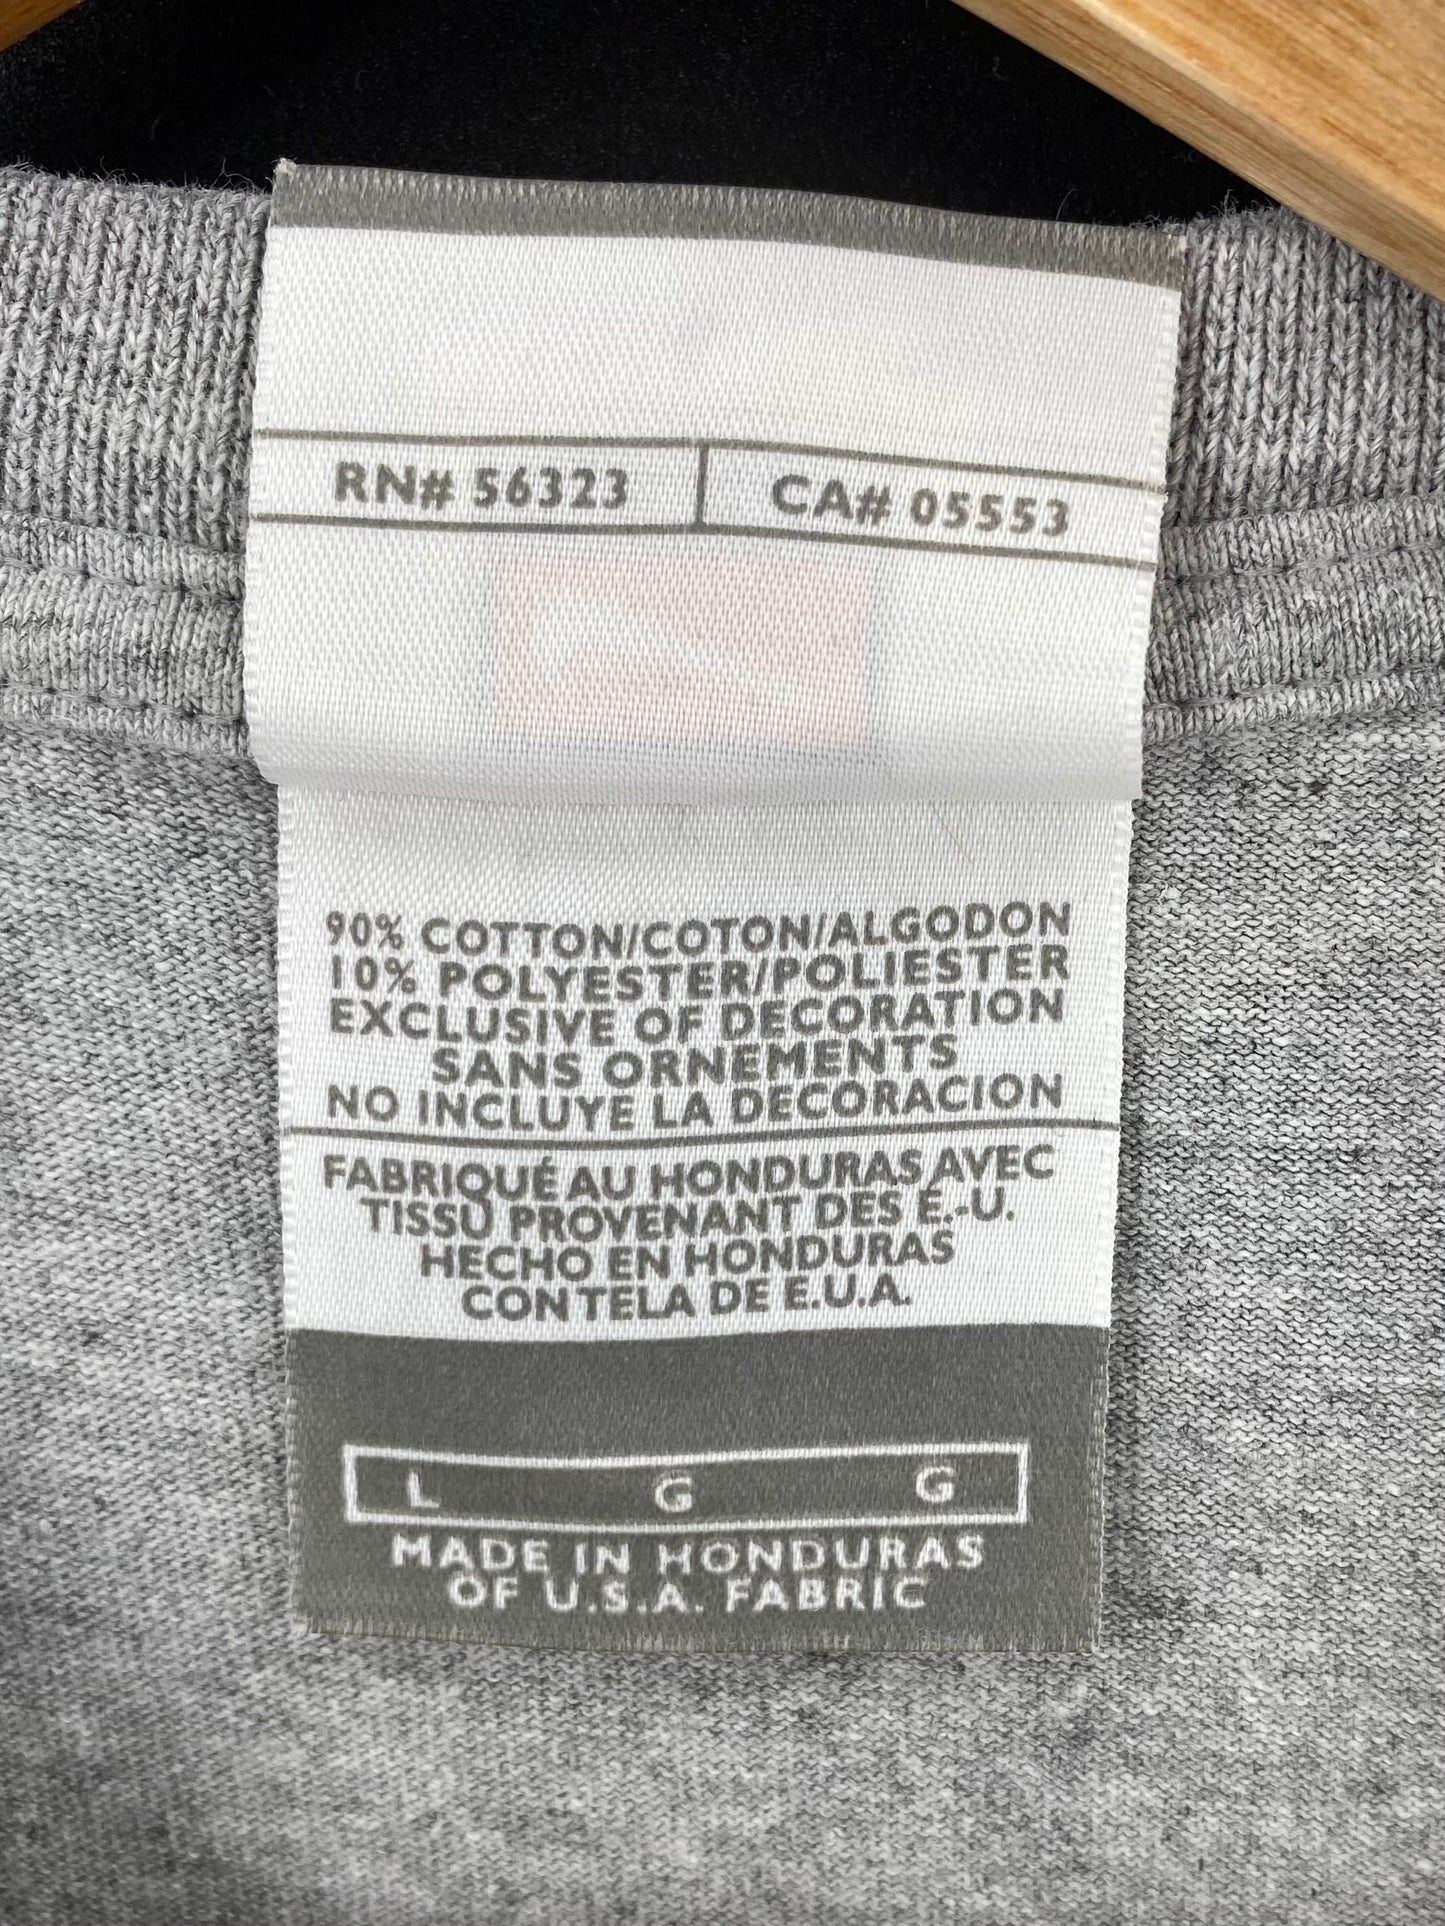 RN# 56323 CA# 05553
90% COTTON/COTON/ALGODON
10% POLYESTER/POLIESTER
EXCLUSIVE OF DECORATION
SANS ORNEMENTS
NO INCLUYE LA DECORACION
FABRIQUÉ AU HONDURAS AVEC
TISSU PROVENANT DES É.-U.
HECHO EN HONDURAS
CON TELA DE E.U.A.
L G G
MADE IN HONDURAS
OF U.S.A. FABRIC